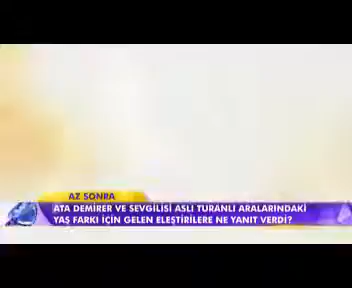 AZ SONRA
ATA DEMİRER VE SEVGİLİSİ ASLI TURANLI ARALARINDAKİ
YAŞ FARKI İÇİN GELEN ELEŞTİRİLERE NE YANIT VERDİ?